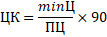 ЦК = minЦ / ПЦ × 90